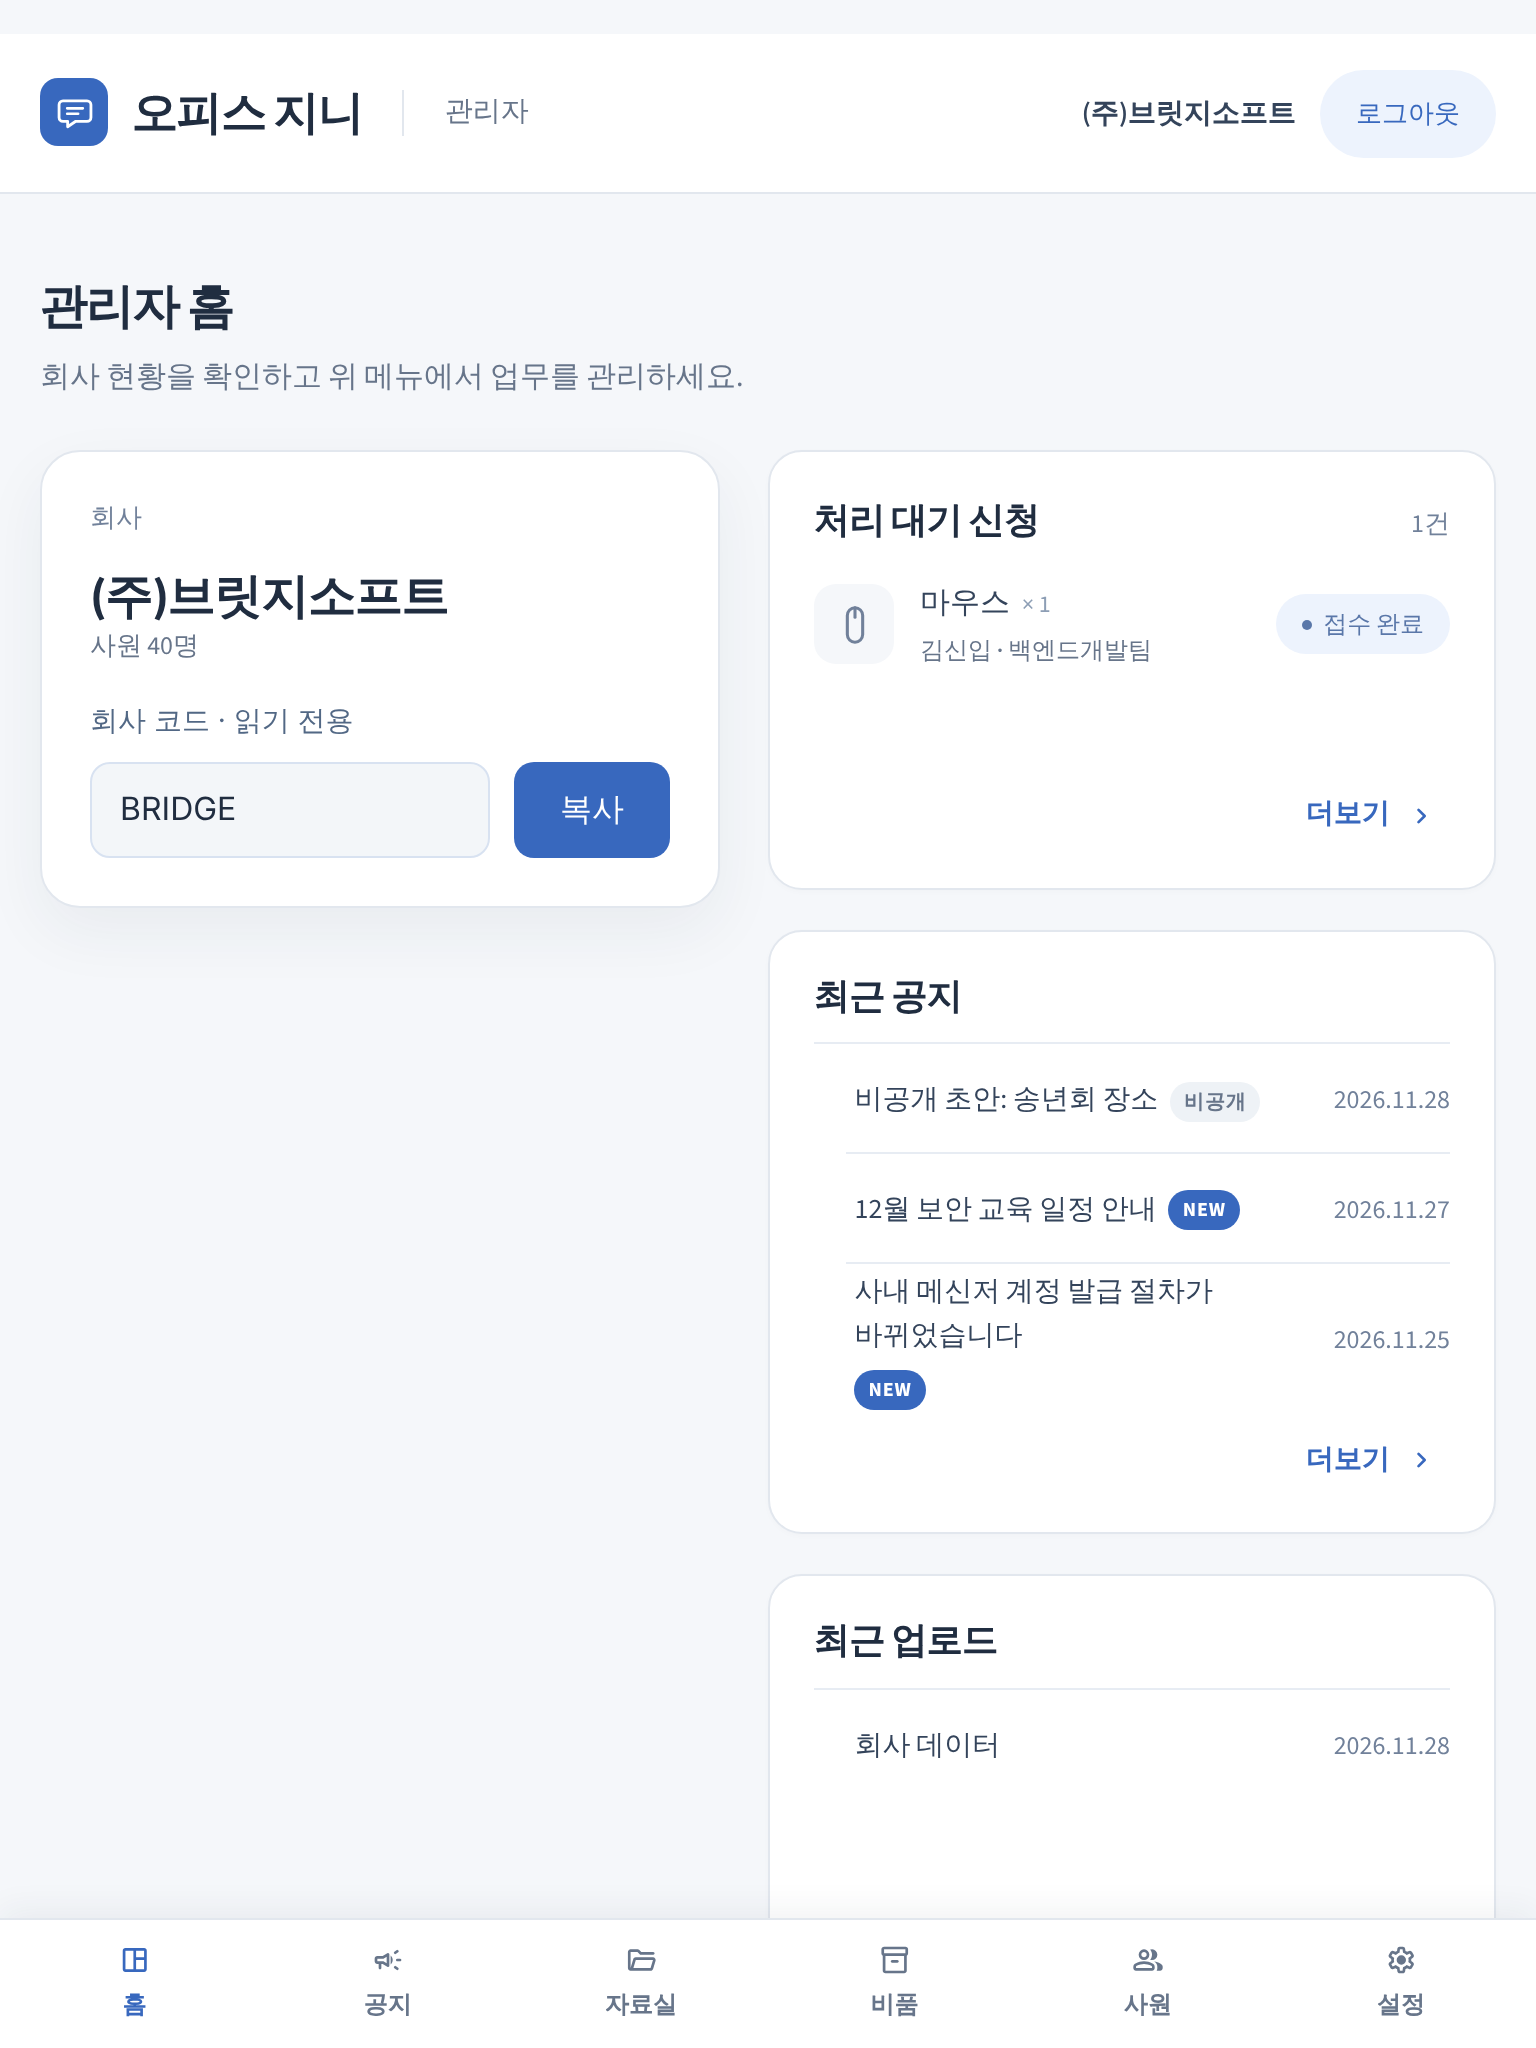 오피스 지니
관리자
(주)브릿지소프트
로그아웃
관리자 홈
회사 현황을 확인하고 위 메뉴에서 업무를 관리하세요.
회사
(주)브릿지소프트
사원 40명
회사 코드 · 읽기 전용
BRIDGE
복사
처리 대기 신청
1건
마우스 × 1
김신입 · 백엔드개발팀
접수 완료
더보기
최근 공지
비공개 초안: 송년회 장소 비공개 2026.11.28
12월 보안 교육 일정 안내 NEW 2026.11.27
사내 메신저 계정 발급 절차가
바뀌었습니다
NEW
2026.11.25
더보기
최근 업로드
회사 데이터 2026.11.28
홈
공지
자료실
비품
사원
설정